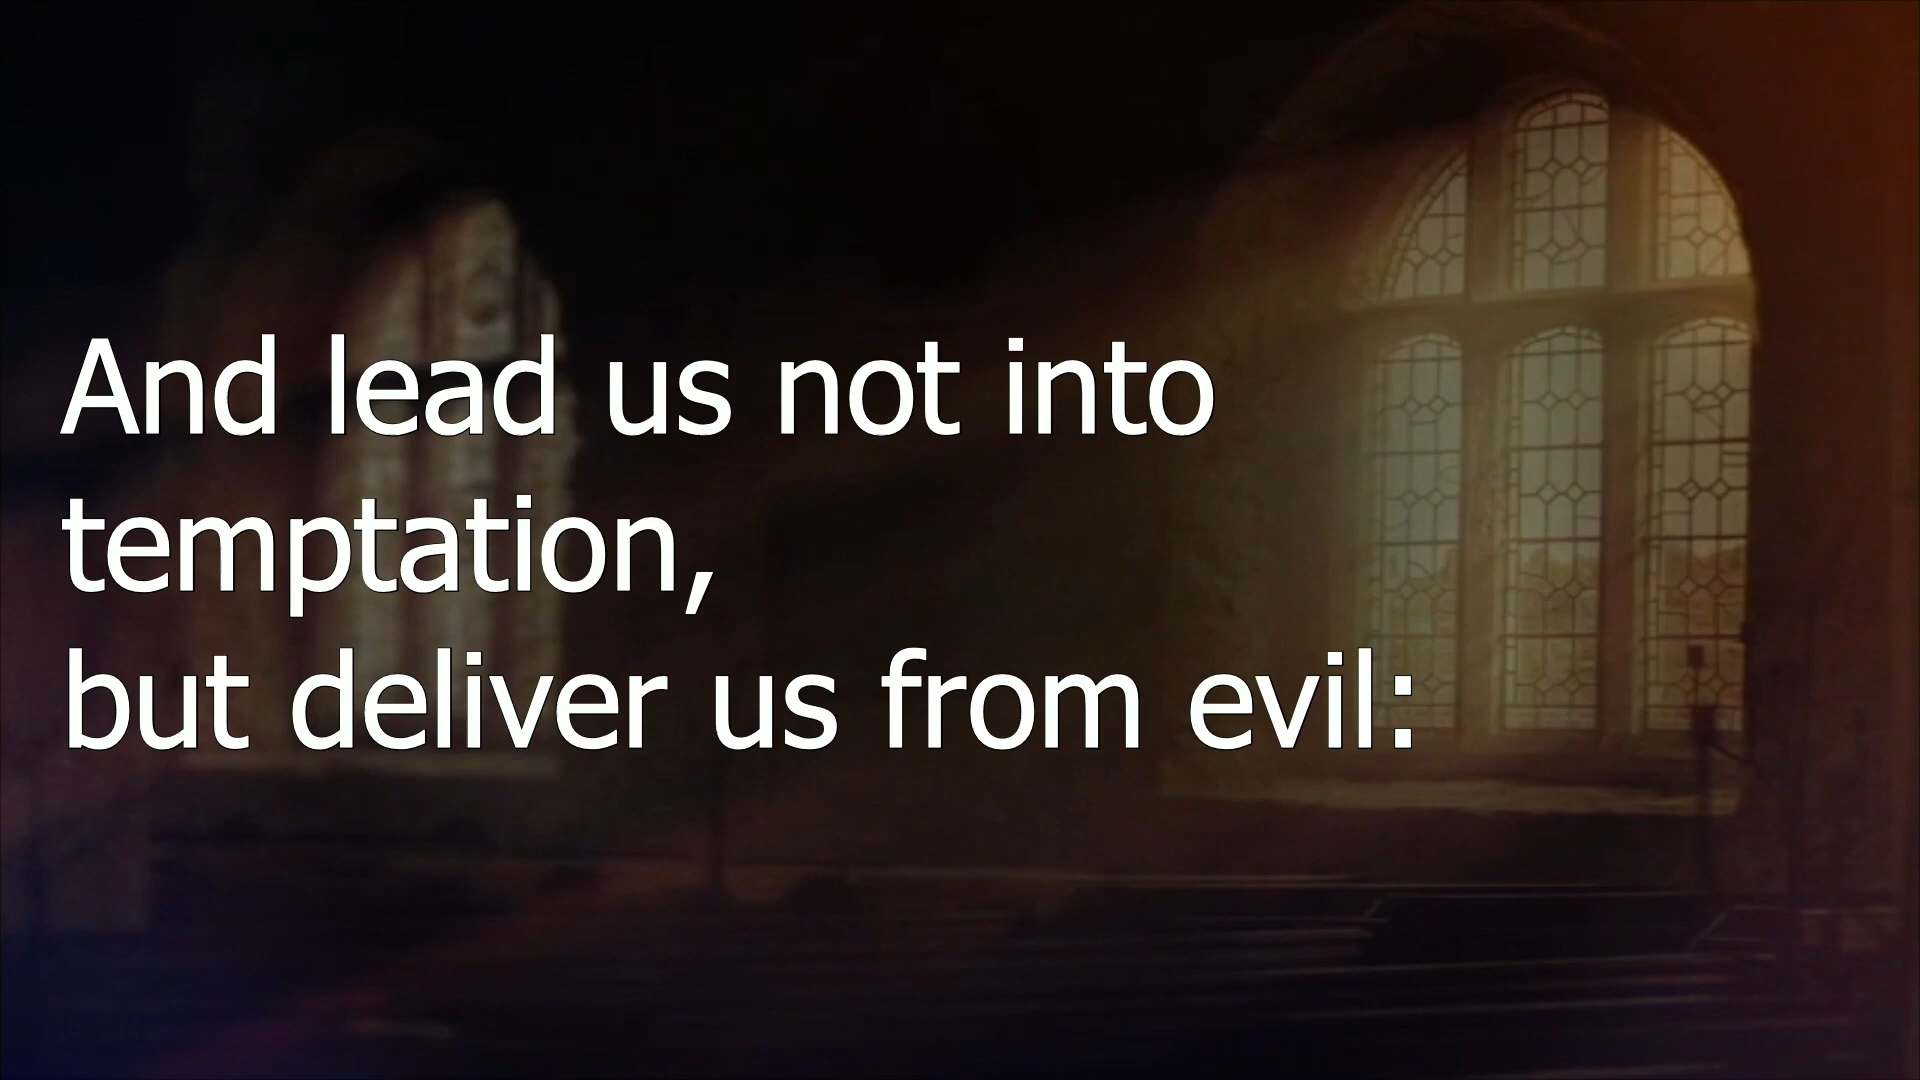 And lead us not into
temptation,
but deliver us from evil: